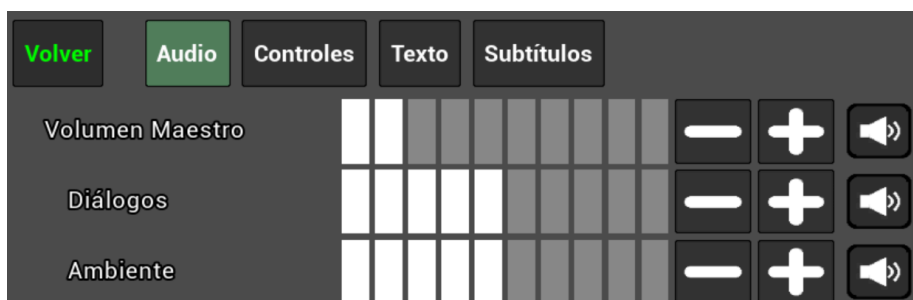 Volver Audio Controles Texto Subtítulos
Volumen Maestro
Diálogos
Ambiente